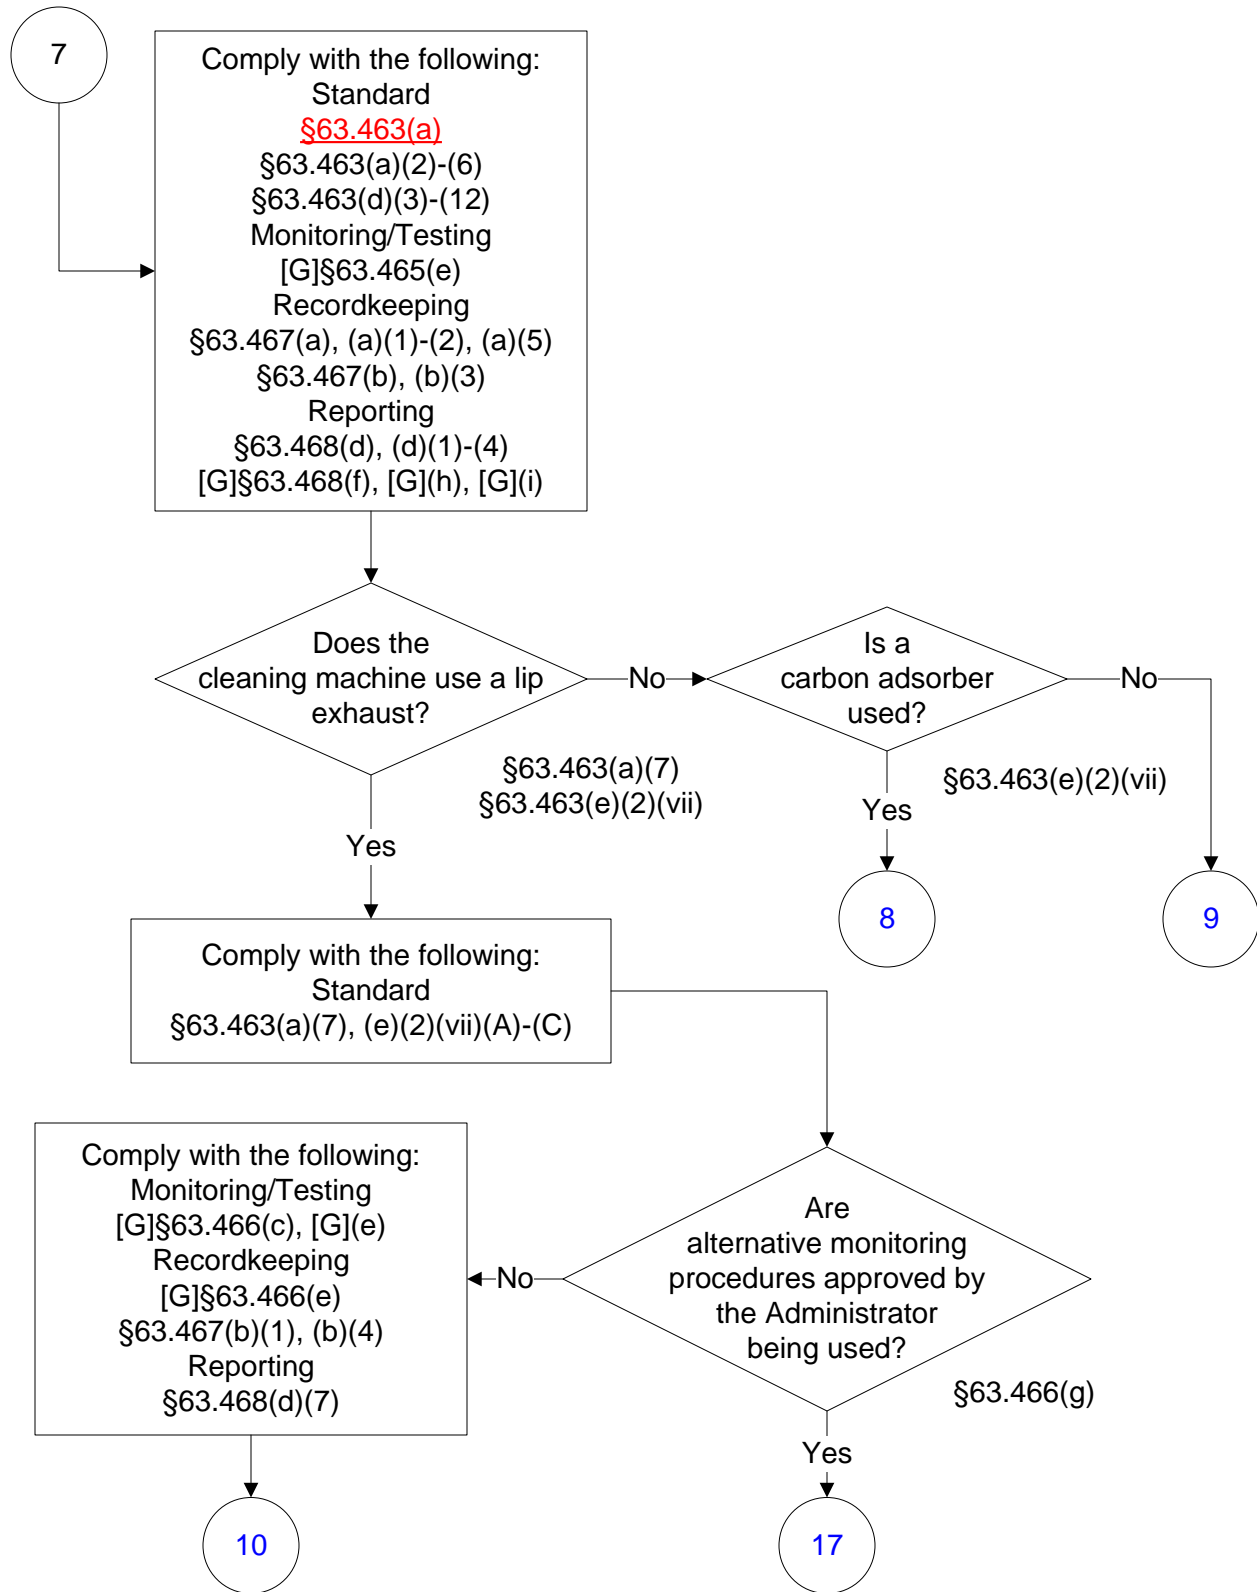 7
Comply with the following:
Standard
§63.463(a)
§63.463(a)(2)-(6)
§63.463(d)(3)-(12)
Monitoring/Testing
[G]§63.465(e)
Recordkeeping
§63.467(a), (a)(1)-(2), (a)(5)
§63.467(b), (b)(3)
Reporting
§63.468(d), (d)(1)-(4)
[G]§63.468(f), [G](h), [G](i)
Does the
cleaning machine use a lip
exhaust?
No
Is a
carbon adsorber
used?
No
§63.463(a)(7)
§63.463(e)(2)(vii)
§63.463(e)(2)(vii)
Yes
Yes
8
9
Comply with the following:
Standard
§63.463(a)(7), (e)(2)(vii)(A)-(C)
Comply with the following:
Monitoring/Testing
[G]§63.466(c), [G](e)
Recordkeeping
[G]§63.466(e)
§63.467(b)(1), (b)(4)
Reporting
§63.468(d)(7)
No
Are
alternative monitoring
procedures approved by
the Administrator
being used?
§63.466(g)
Yes
10
17